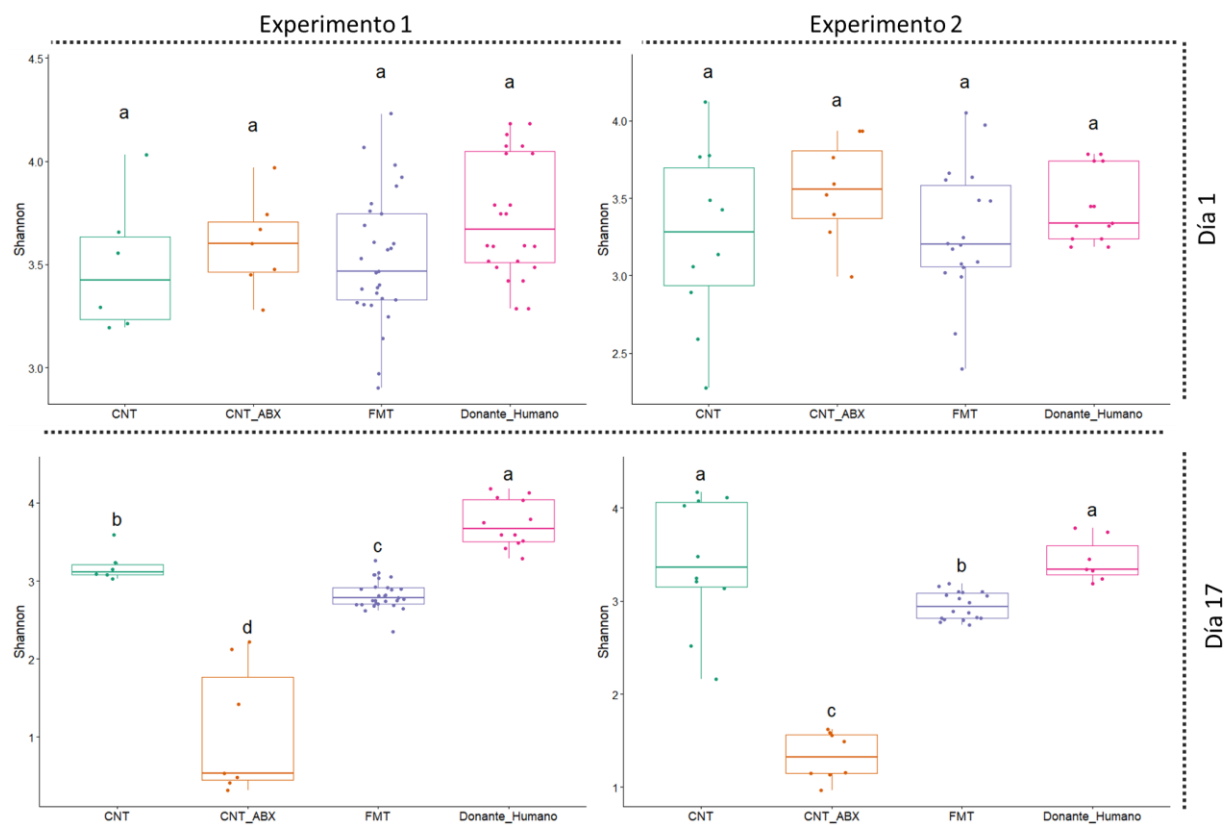 Experimento 1
Experimento 2
4.5
4.0
3.5
3.0
Shannon
a
a
a
a
CNT
CNT_ABX
FMT
Donante_Humano
4.0
3.5
3.0
2.5
Shannon
a
a
a
a
CNT
CNT_ABX
FMT
Donante_Humano
Día 1
4
3
2
1
Shannon
b
d
c
a
CNT
CNT_ABX
FMT
Donante_Humano
4
3
2
1
Shannon
a
c
b
a
CNT
CNT_ABX
FMT
Donante_Humano
Día 17